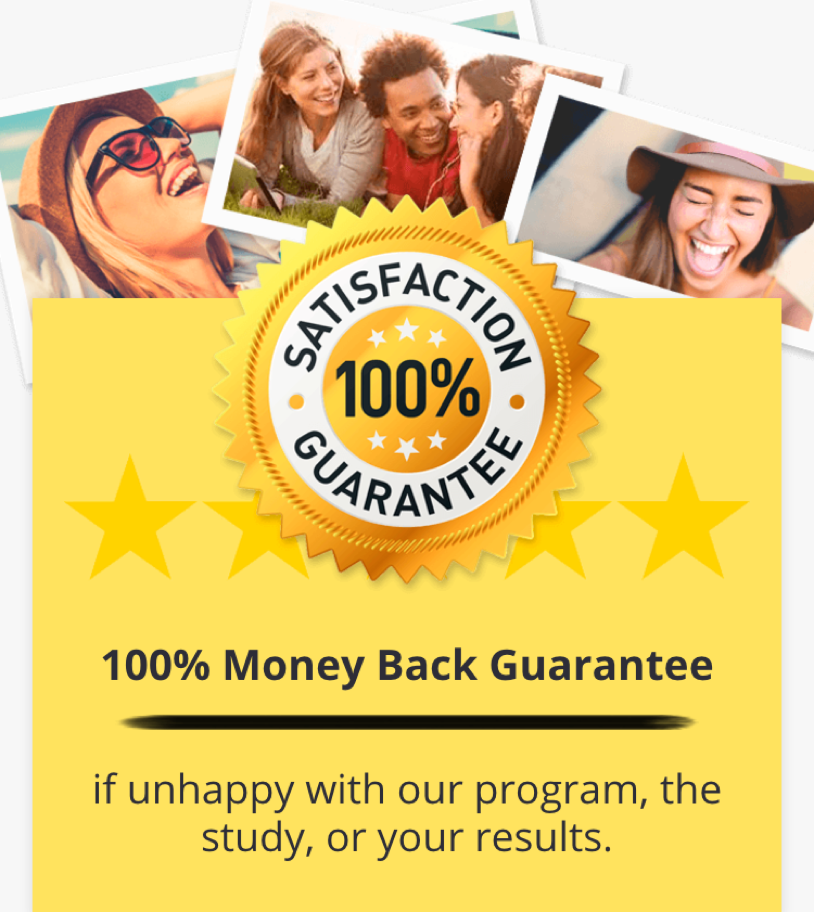 SATISFACTION
100%
GUARANTEE
100% Money Back Guarantee
if unhappy with our program, the
study, or your results.